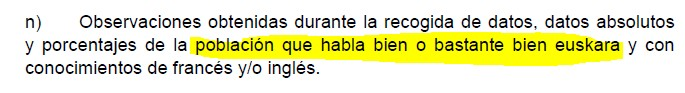 n) Observaciones obtenidas durante la recogida de datos, datos absolutos
y porcentajes de la población que habla bien o bastante bien euskara y con
conocimientos de francés y/o inglés.